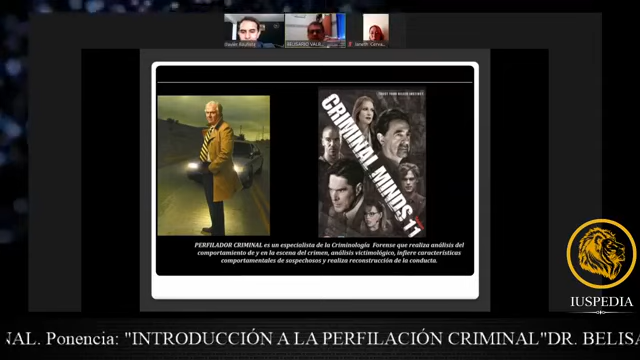 BELISARIO VALB
CRIMINAL MINDS 11
PERFILADOR CRIMINAL es un especialista de la Criminología Forense que realiza análisis del
comportamiento de y en la escena del crimen, análisis victimológico, infiere características
comportamentales de sospechosos y realiza reconstrucción de la conducta.
IUSPEDIA
NAL. Ponencia: "INTRODUCCIÓN A LA PERFILACIÓN CRIMINAL"DR. BELISA